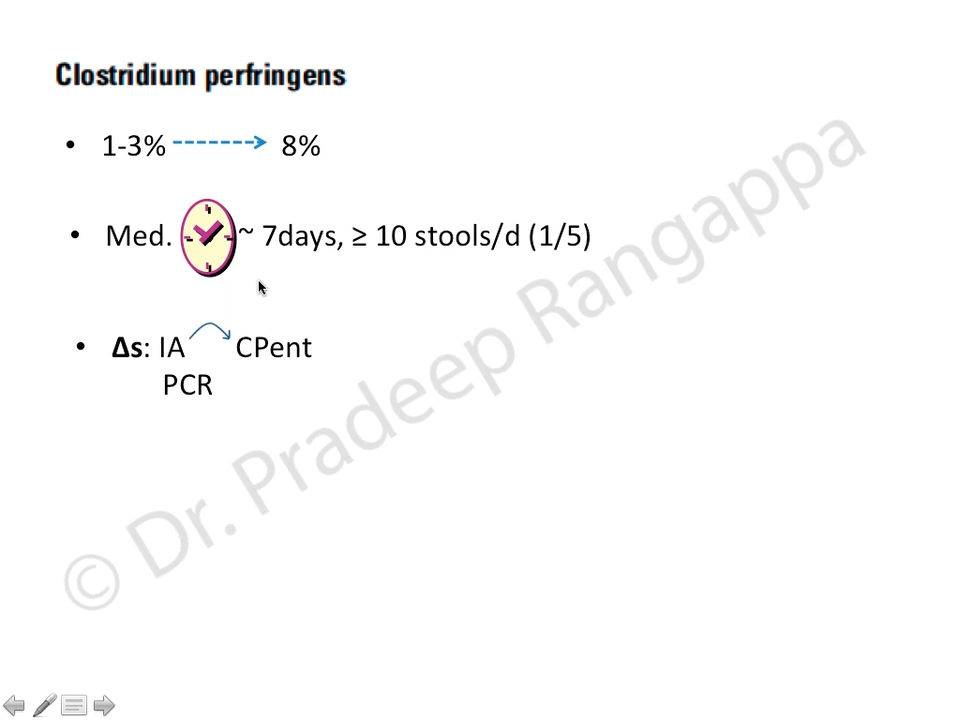 Clostridium perfringens
• 1-3% 8%
• Med. ~ 7days, ≥ 10 stools/d (1/5)
• Δs: IA CPent
PCR
© Dr. Pradeep Rangappa